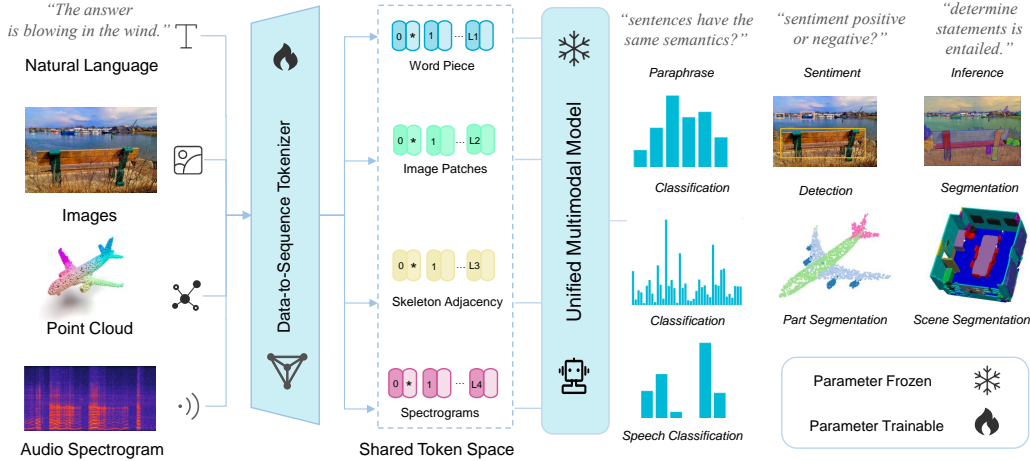 “The answer
is blowing in the wind.”
Natural Language
Images
Point Cloud
Audio Spectrogram
Data-to-Sequence Tokenizer
0 * 1 ... L1
Word Piece
0 * 1 ... L2
Image Patches
0 * 1 ... L3
Skeleton Adjacency
0 * 1 ... L4
Spectrograms
Shared Token Space
Unified Multimodal Model
“sentences have the
same semantics?”
Paraphrase
“sentiment positive
or negative?”
Sentiment
“determine
statements is
entailed.”
Inference
Classification
Detection
Segmentation
Classification
Part Segmentation
Scene Segmentation
Speech Classification
Parameter Frozen
Parameter Trainable